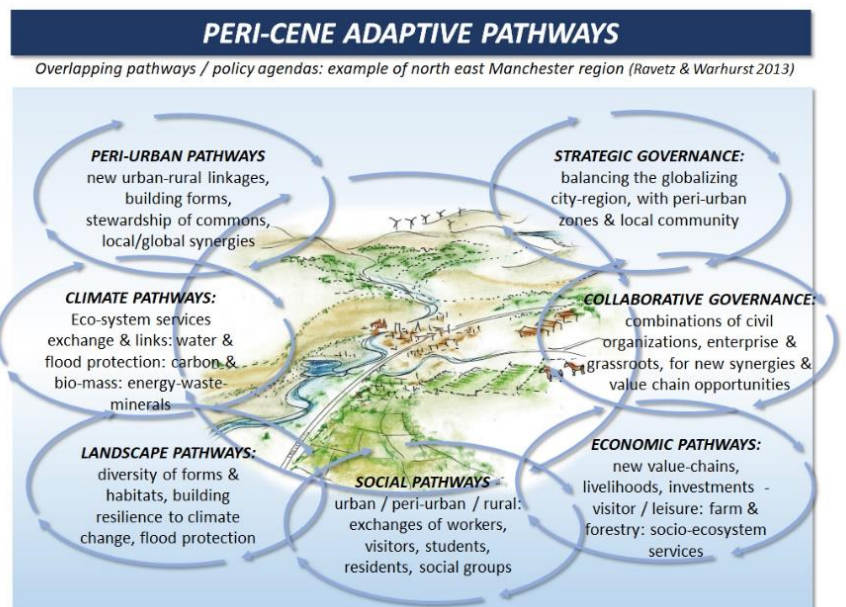 PERI-CENE ADAPTIVE PATHWAYS
Overlapping pathways / policy agendas: example of north east Manchester region (Ravetz & Warhurst 2013)
PERI-URBAN PATHWAYS
new urban-rural linkages,
building forms,
stewardship of commons,
local/global synergies
STRATEGIC GOVERNANCE:
balancing the globalizing
city-region, with peri-urban
zones & local community
CLIMATE PATHWAYS:
Eco-system services
exchange & links: water &
flood protection: carbon &
bio-mass: energy-waste-
minerals
COLLABORATIVE GOVERNANCE:
combinations of civil
organizations, enterprise &
grassroots, for new synergies &
value chain opportunities
LANDSCAPE PATHWAYS:
diversity of forms &
habitats, building
resilience to climate
change, flood protection
SOCIAL PATHWAYS -
urban / peri-urban / rural:
exchanges of workers,
visitors, students,
residents, social groups
ECONOMIC PATHWAYS:
new value-chains,
livelihoods, investments -
visitor / leisure: farm &
forestry: socio-ecosystem
services